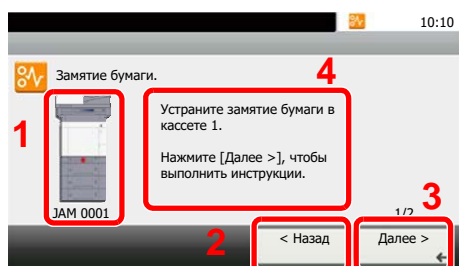 10:10
Замятие бумаги.
4
1
Устраните замятие бумаги в
кассете 1.
Нажмите [Далее >], чтобы
выполнить инструкции.
JAM 0001
1/2
3
2
< Назад
Далее >